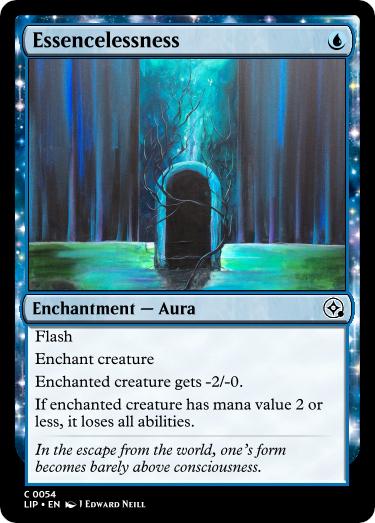 Essencelessness
Enchantment — Aura
Flash
Enchant creature
Enchanted creature gets -2/-0.
If enchanted creature has mana value 2 or
less, it loses all abilities.
In the escape from the world, one's form
becomes barely above consciousness.
C 0054
LIP • EN J Edward Neill